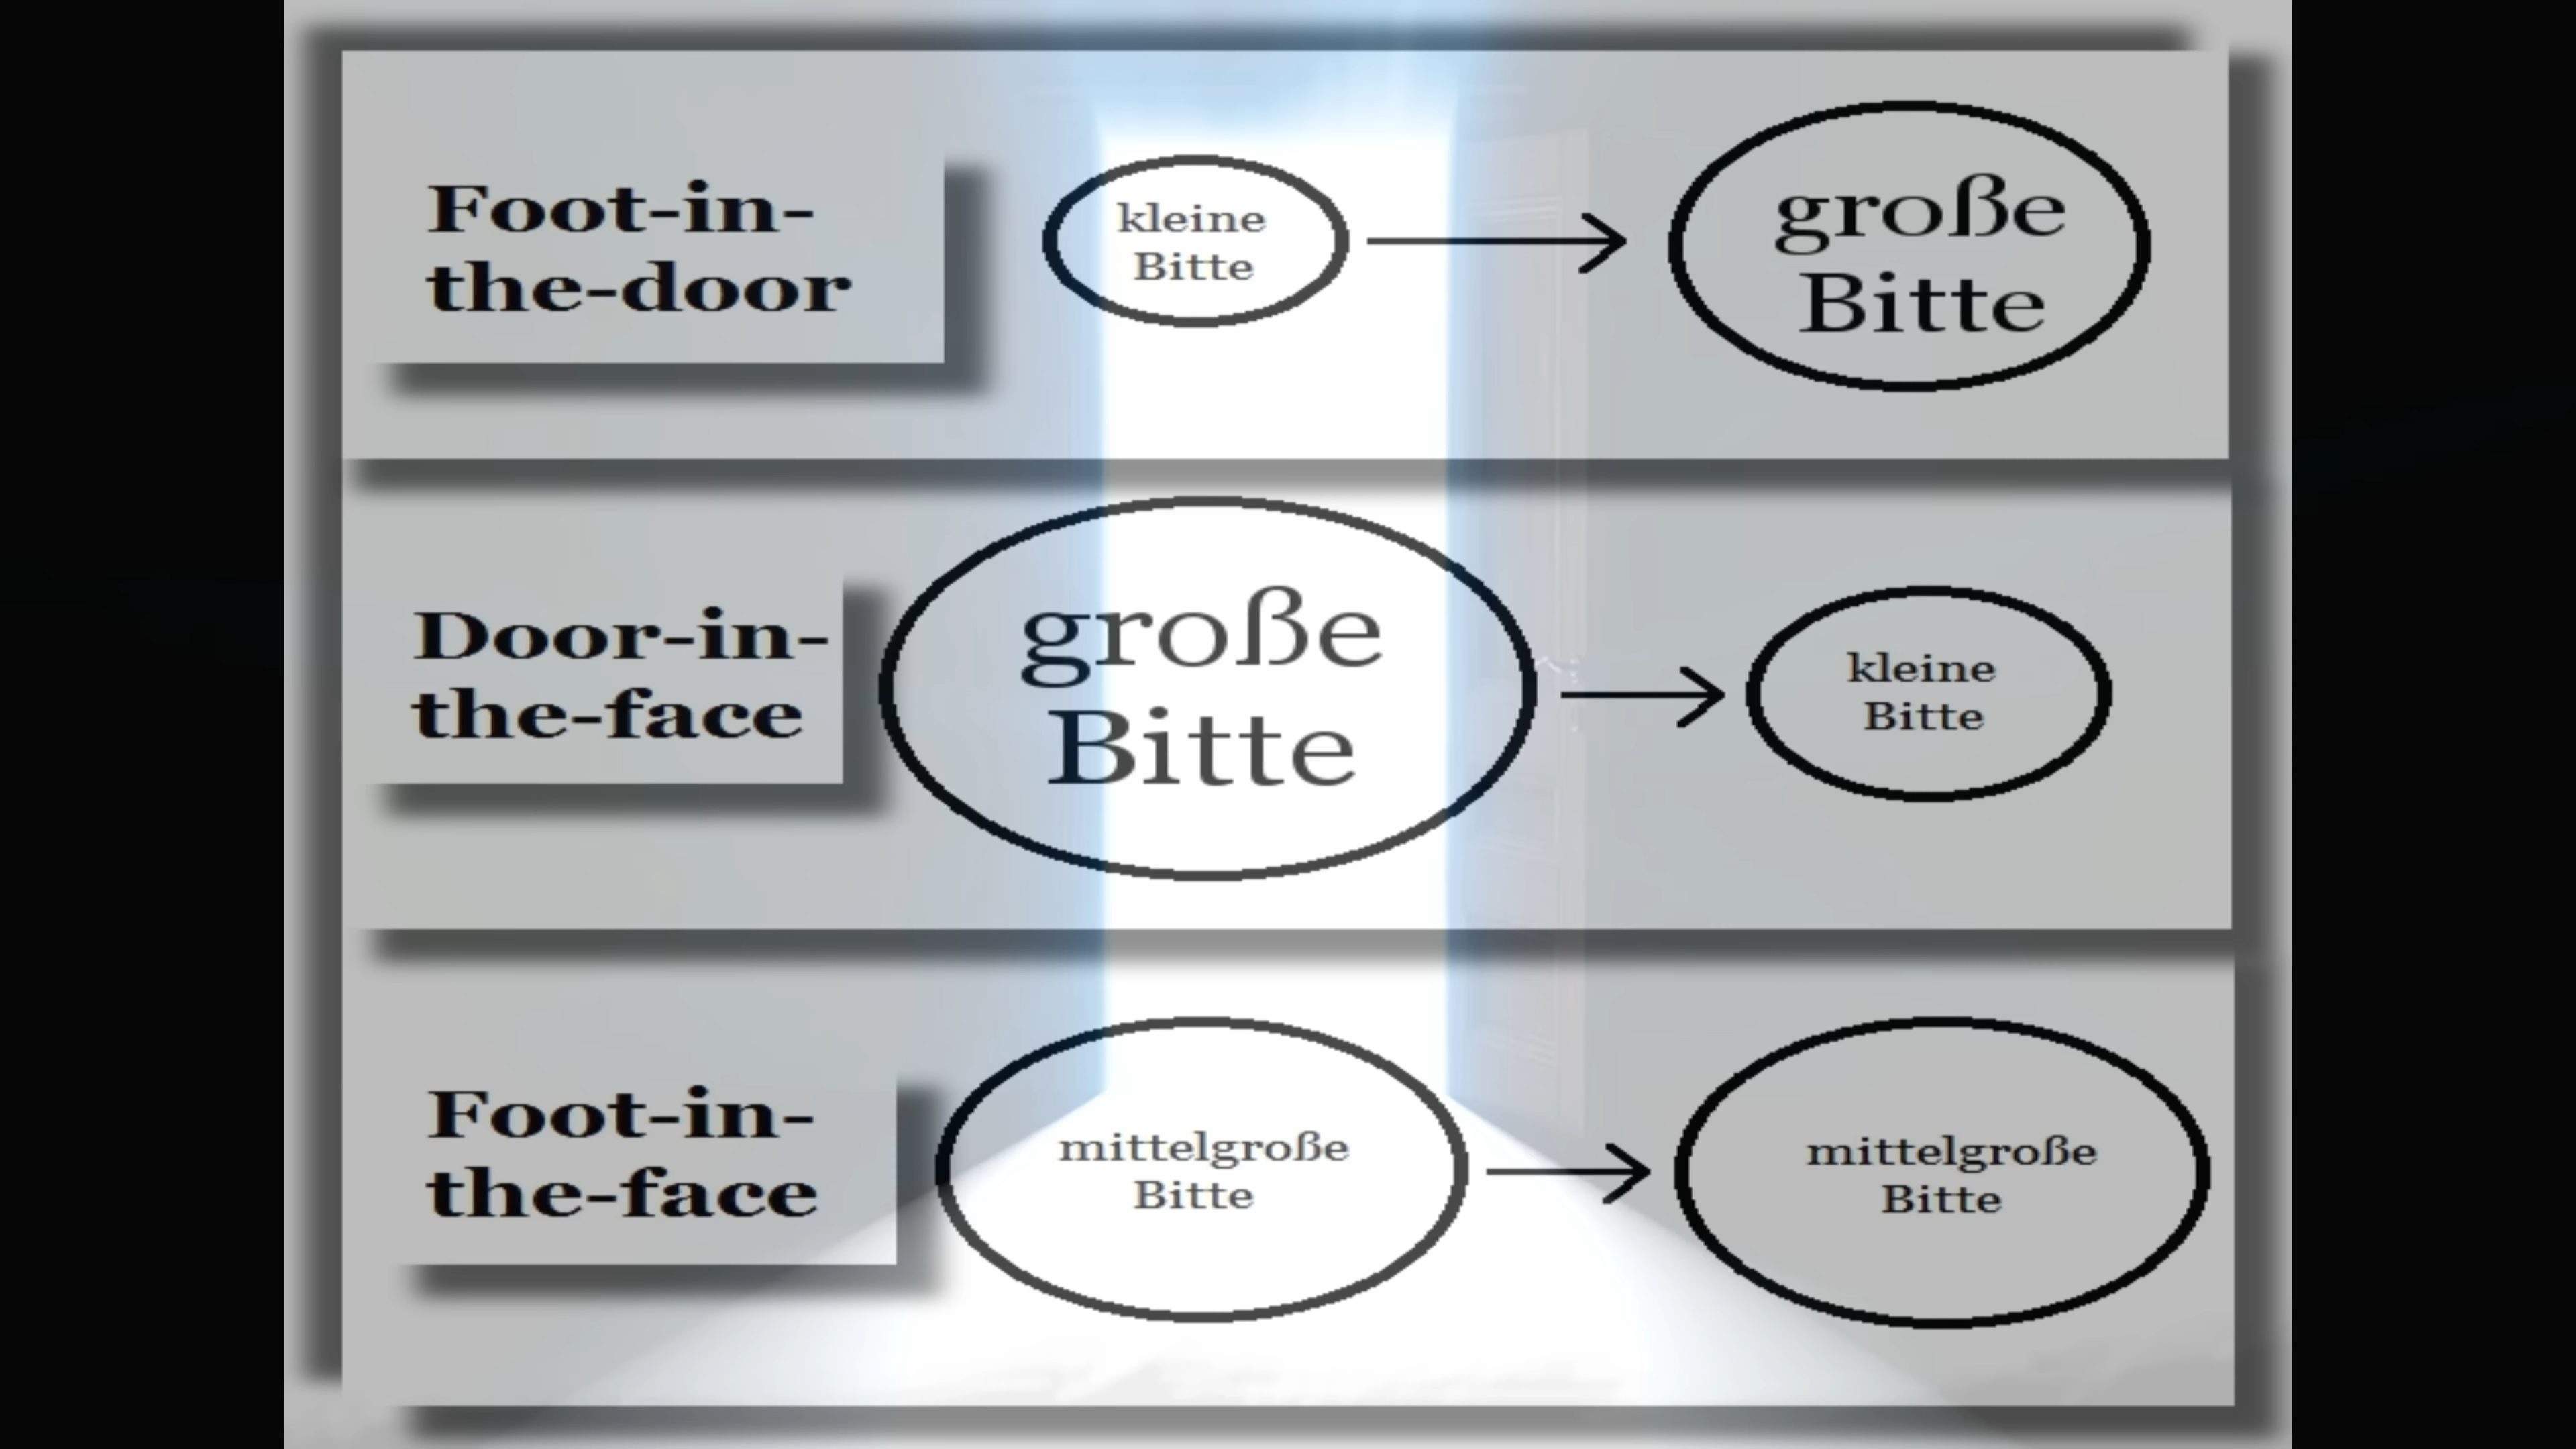 Foot-in-
the-door
kleine
Bitte
große
Bitte
Door-in-
the-face
große
Bitte
kleine
Bitte
Foot-in-
the-face
mittelgroße
Bitte
mittelgroße
Bitte